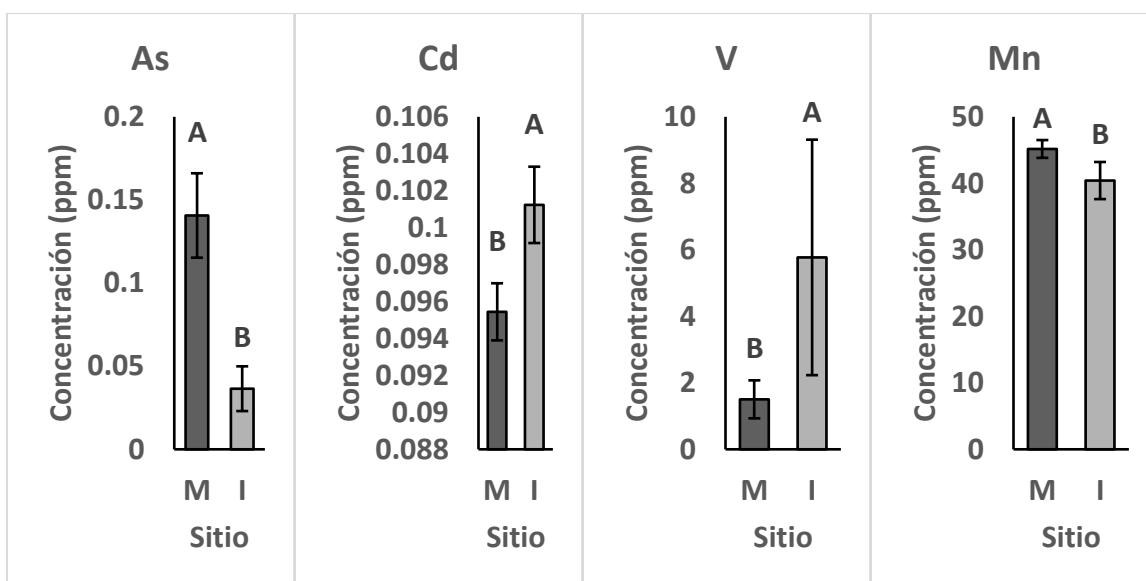 As
Concentración (ppm)
0.2
0.15
0.1
0.05
0
A
B
M I
Sitio
Cd
Concentración (ppm)
0.106
0.104
0.102
0.1
0.098
0.096
0.094
0.092
0.09
0.088
B
A
M I
Sitio
V
Concentración (ppm)
10
8
6
4
2
0
B
A
M I
Sitio
Mn
Concentración (ppm)
50
40
30
20
10
0
A
B
M I
Sitio